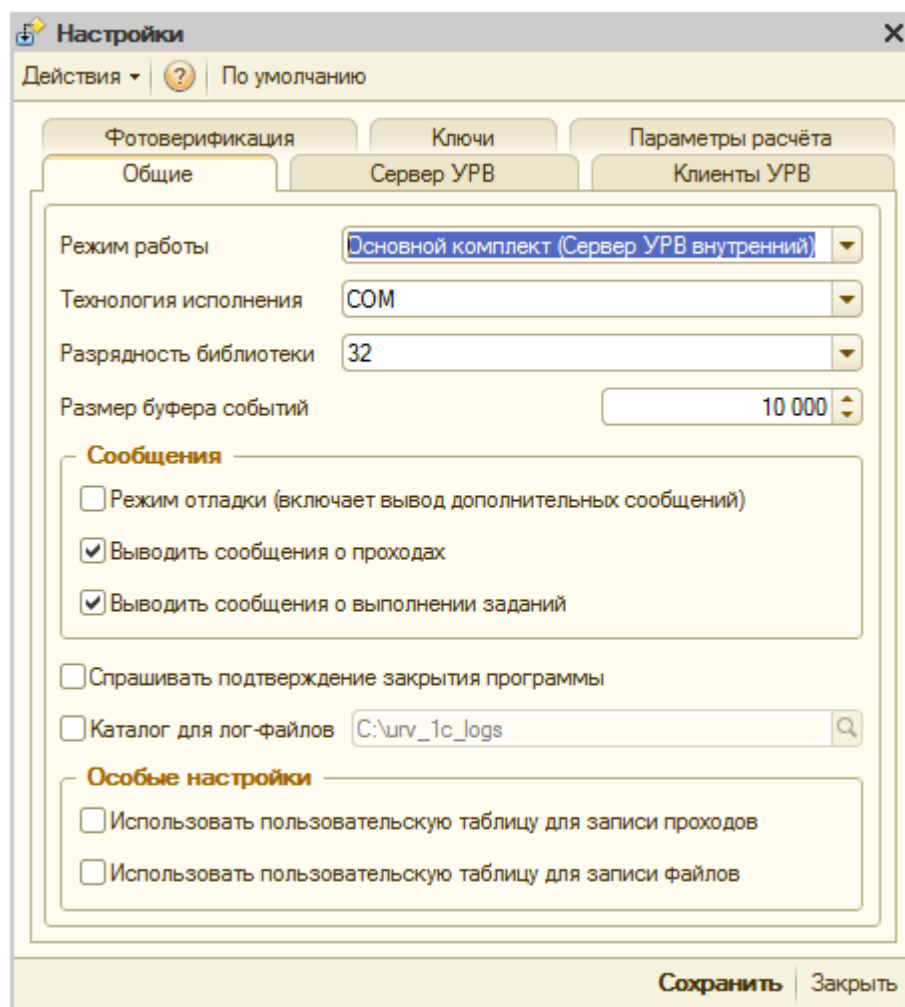 Настройки
Действия ? По умолчанию
Фотоверификация Ключи Параметры расчёта
Общие Сервер УРВ Клиенты УРВ
Режим работы Основной комплект (Сервер УРВ внутренний)
Технология исполнения COM
Разрядность библиотеки 32
Размер буфера событий 10 000
Сообщения
Режим отладки (включает вывод дополнительных сообщений)
Выводить сообщения о проходах
Выводить сообщения о выполнении заданий
Спрашивать подтверждение закрытия программы
Каталог для лог-файлов C:\urv_1c_logs
Особые настройки
Использовать пользовательскую таблицу для записи проходов
Использовать пользовательскую таблицу для записи файлов
Сохранить Закрыть